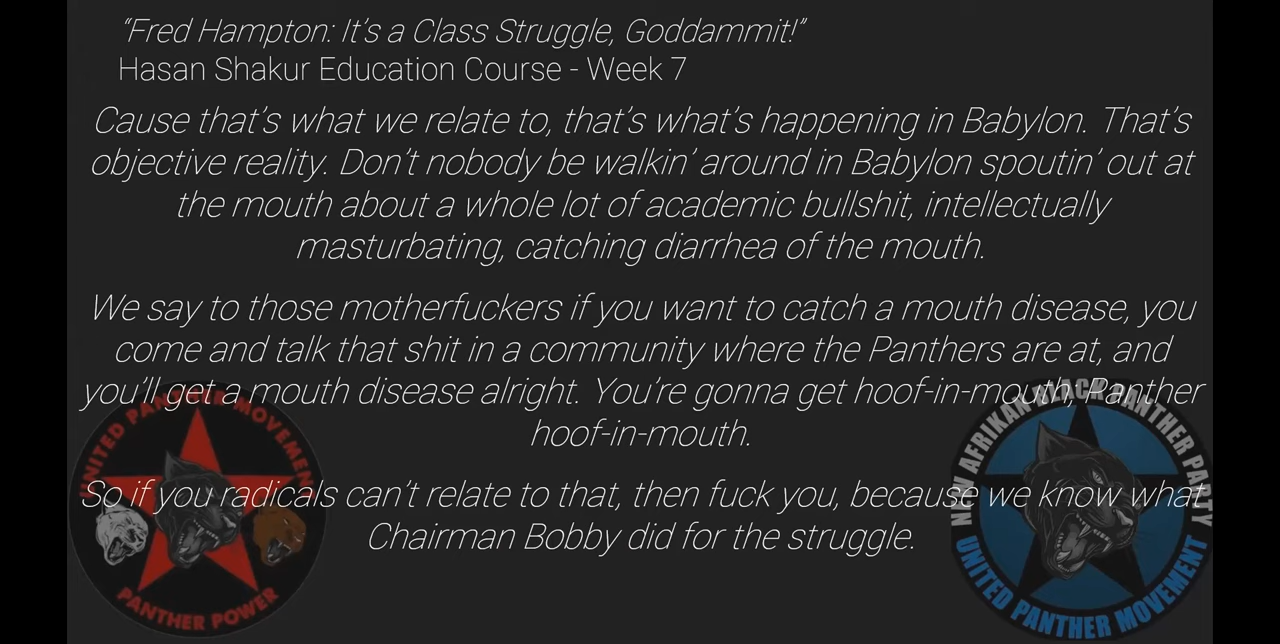 “Fred Hampton: It’s a Class Struggle, Goddammit!”
Hasan Shakur Education Course - Week 7
Cause that’s what we relate to, that’s what’s happening in Babylon. That’s
objective reality. Don’t nobody be walkin’ around in Babylon spoutin’ out at
the mouth about a whole lot of academic bullshit, intellectually
masturbating, catching diarrhea of the mouth.
We say to those motherfuckers if you want to catch a mouth disease, you
come and talk that shit in a community where the Panthers are at, and
you’ll get a mouth disease alright. You’re gonna get hoof-in-mouth, Panther
hoof-in-mouth.
So if you radicals can’t relate to that, then fuck you, because we know what
Chairman Bobby did for the struggle.
UNITED PANTHER MOVEMENT
PANTHER POWER
NEW AFRIKAN BLACK PANTHER PARTY
UNITED PANTHER MOVEMENT